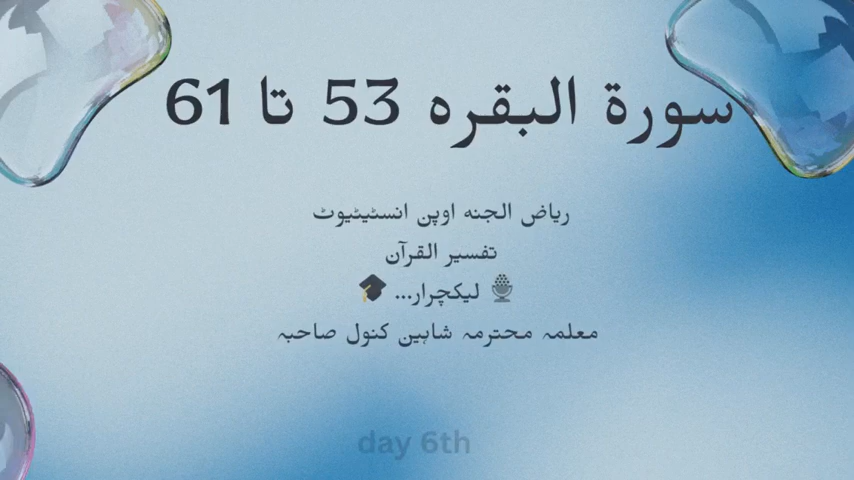 سورة البقره 53 تا 61
ریاض الجنه اوپن انسٹیٹیوٹ
تفسیر القرآن
🎙 لیکچرار... 🎓
معلمہ محترمہ شاہین کنول صاحبہ
day 6th